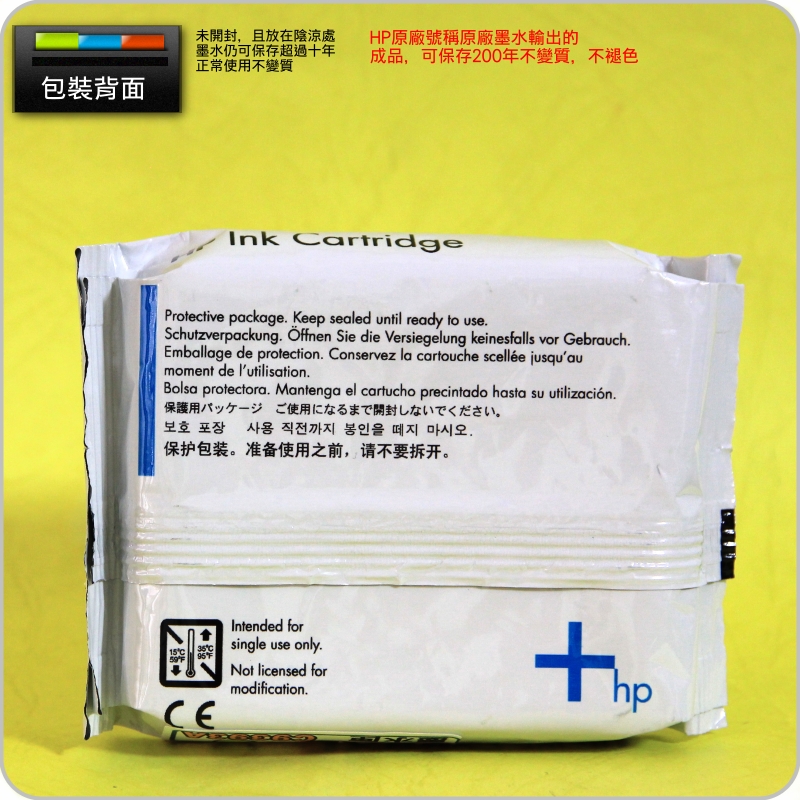 包裝背面
未開封，且放在陰涼處
墨水仍可保存超過十年
正常使用不變質
HP原廠號稱原廠墨水輸出的
成品，可保存200年不變質，不褪色
HP Ink Cartridge
Protective package. Keep sealed until ready to use.
Schutzverpackung. Öffnen Sie die Versiegelung keinesfalls vor Gebrauch.
Emballage de protection. Conservez la cartouche scellée jusqu'au
moment de l'utilisation.
Bolsa protectora. Mantenga el cartucho precintado hasta su utilización.
保護用パッケージ　ご使用になるまで開封しないでください。
보호 포장　사용 직전까지 봉인을 떼지 마시오.
保护包装。准备使用之前，请不要拆开。
15°C
59°F
35°C
95°F
Intended for
single use only.
Not licensed for
modification.
CE
hp